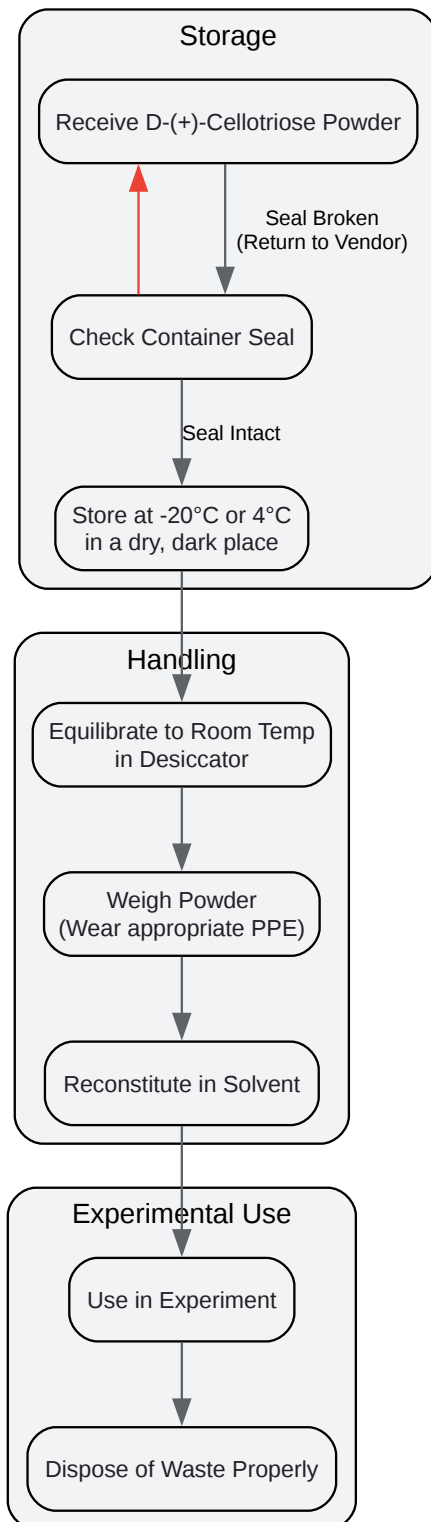 Storage
Receive D-(+)-Cellotriose Powder
Seal Broken
(Return to Vendor)
Check Container Seal
Seal Intact
Store at -20°C or 4°C
in a dry, dark place
Handling
Equilibrate to Room Temp
in Desiccator
Weigh Powder
(Wear appropriate PPE)
Reconstitute in Solvent
Experimental Use
Use in Experiment
Dispose of Waste Properly